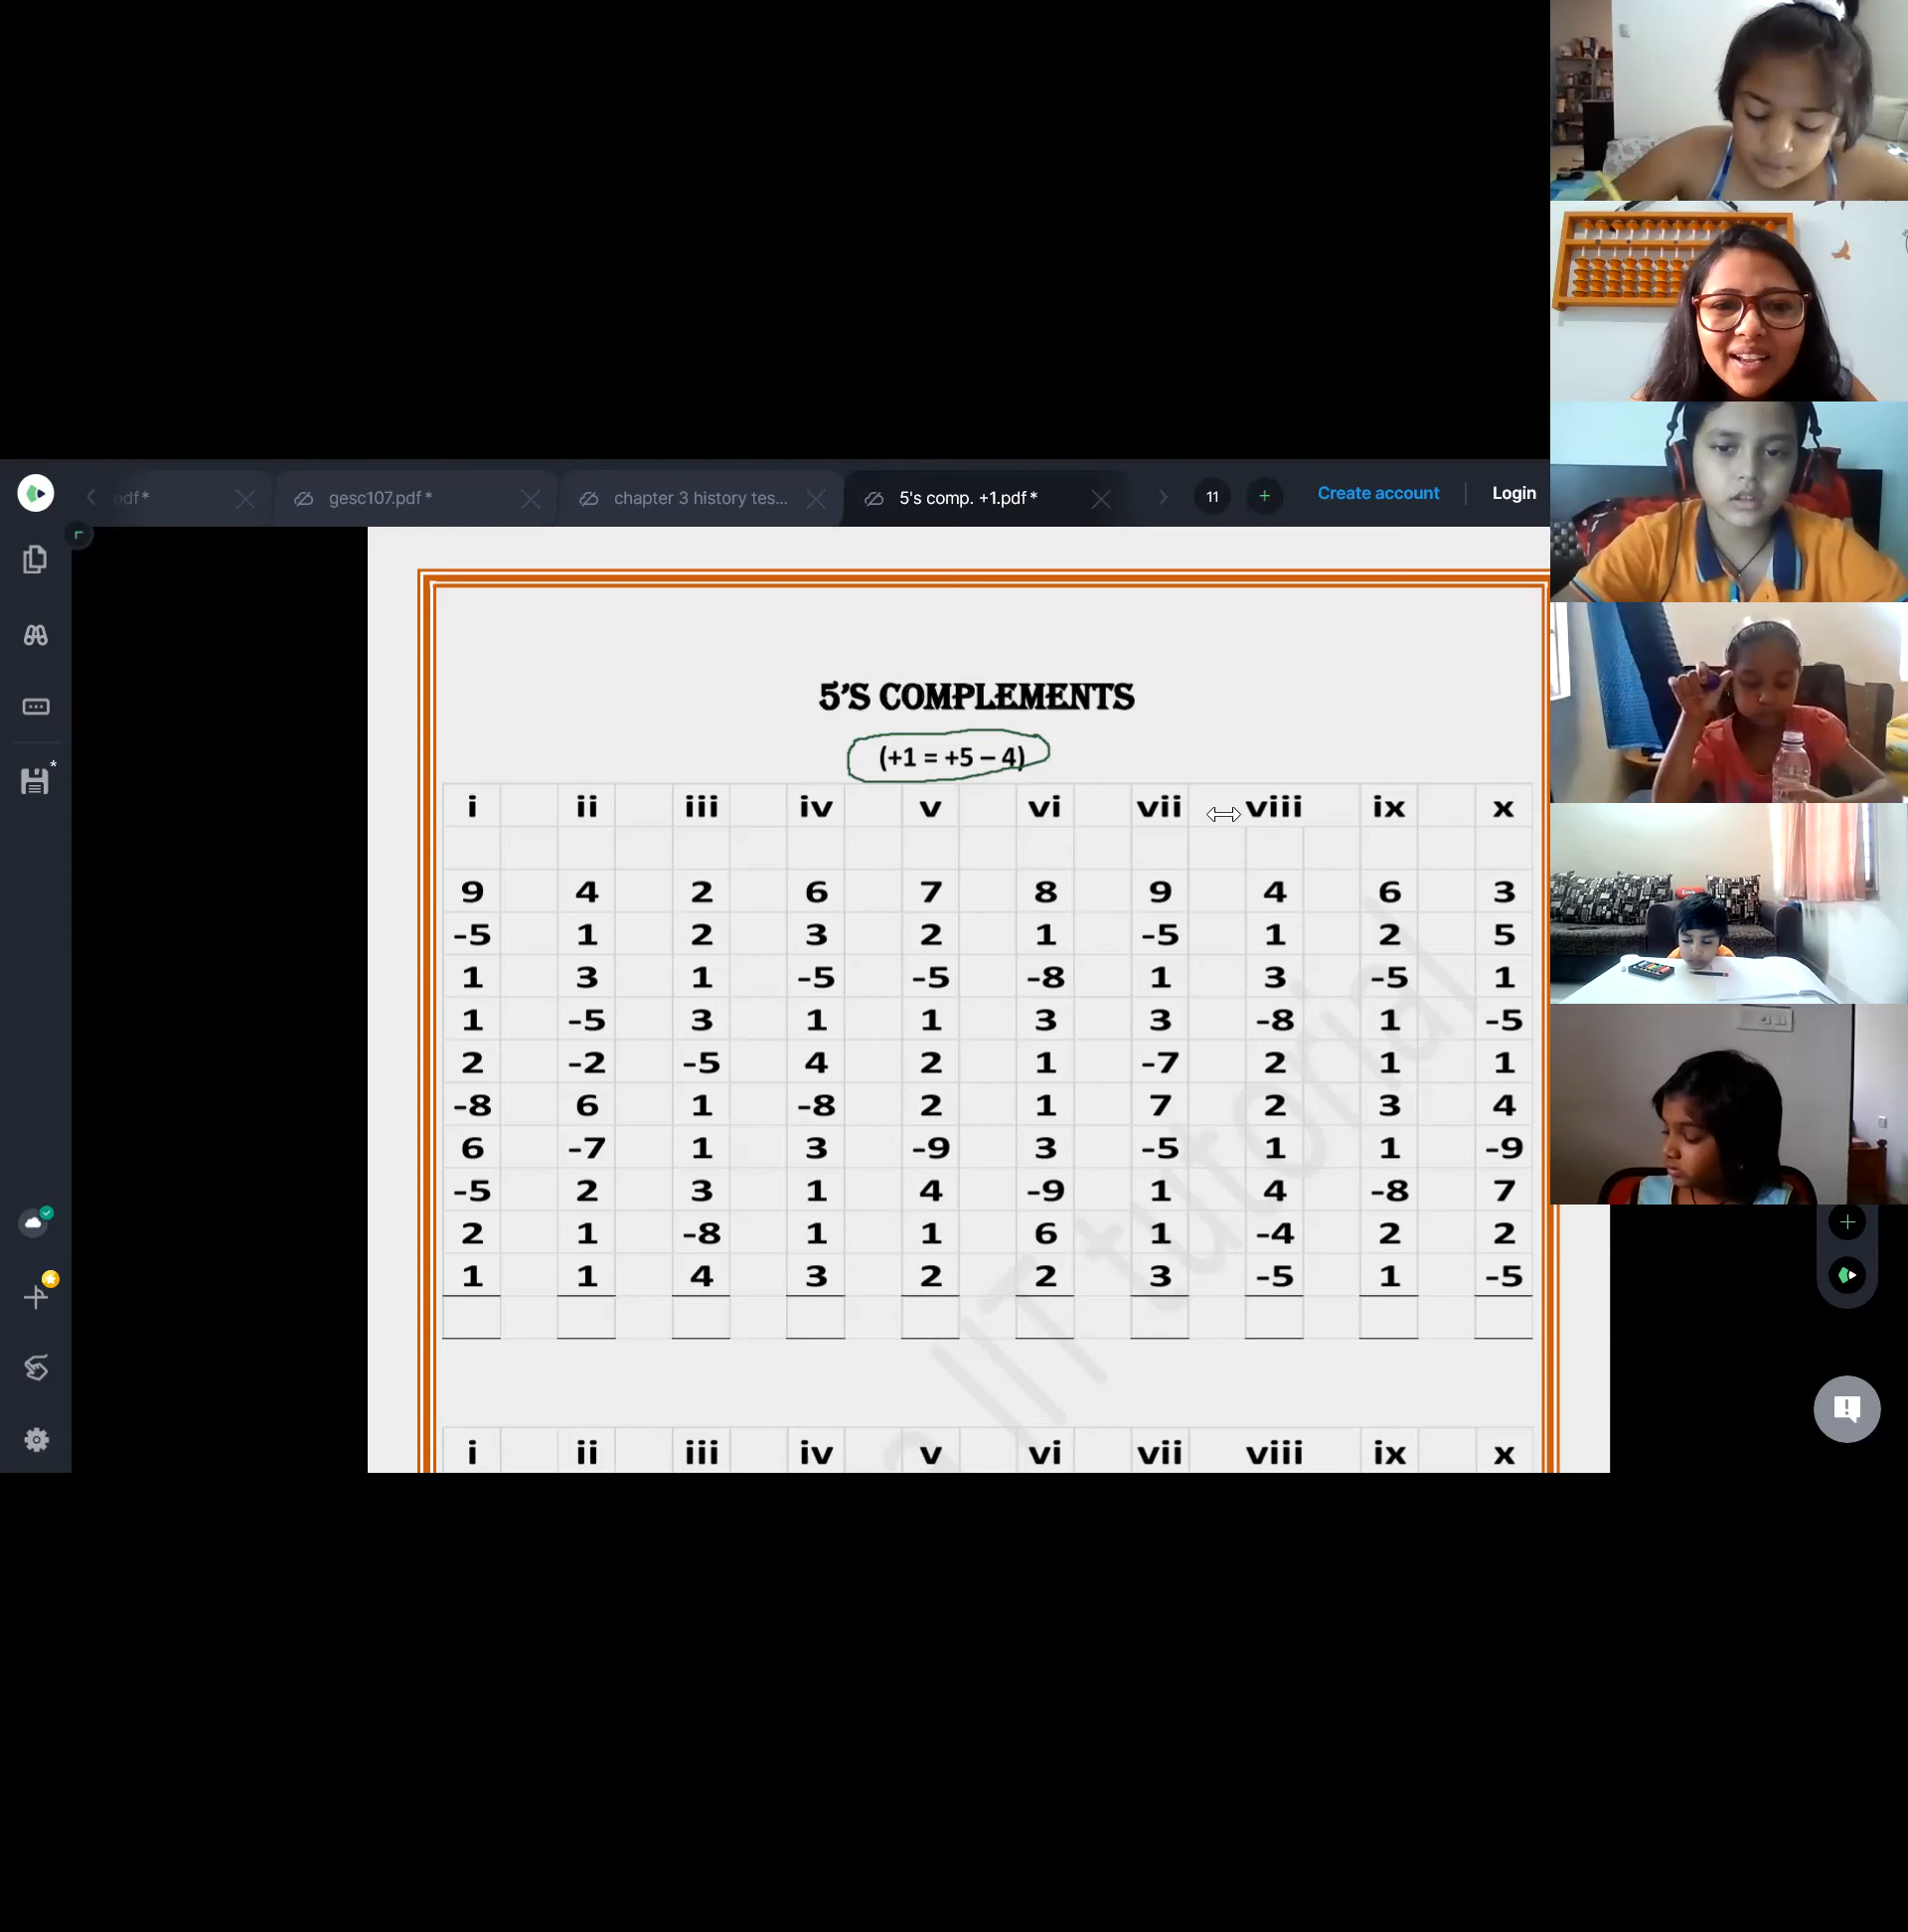 pdf*
gesc107.pdf*
chapter 3 history tes...
5's comp. +1.pdf*
11
+
Create account
Login
5'S COMPLEMENTS
(+1 = +5 – 4)
i ii iii iv v vi vii viii ix x
9 4 2 6 7 8 9 4 6 3
-5 1 2 3 2 1 -5 1 2 5
1 3 1 -5 -5 -8 1 3 -5 1
1 -5 3 1 1 3 3 -8 1 -5
2 -2 -5 4 2 1 -7 2 1 1
-8 6 1 -8 2 1 7 2 3 4
6 -7 1 3 -9 3 -5 1 1 -9
-5 2 3 1 4 -9 1 4 -8 7
2 1 -8 1 1 6 1 -4 2 2
1 1 4 3 2 2 3 -5 1 -5
IIT tutorial
i ii iii iv v vi vii viii ix x